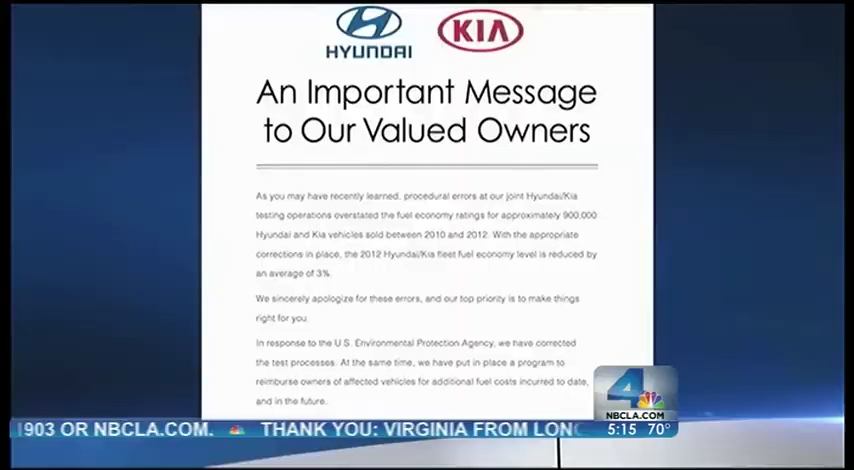 HYUNDAI KIA
An Important Message
to Our Valued Owners
As you may have recently learned, procedural errors at our joint Hyundai/Kia
testing operations overstated the fuel economy ratings for approximately 900,000
Hyundai and Kia vehicles sold between 2010 and 2012. With the appropriate
corrections in place, the 2012 Hyundai/Kia fleet fuel economy level is reduced by
an average of 3%.
We sincerely apologize for these errors, and our top priority is to make things
right for you.
In response to the U.S. Environmental Protection Agency, we have corrected
the test processes. At the same time, we have put in place a program to
reimburse owners of affected vehicles for additional fuel costs incurred to date,
and in the future.
4
NBCLA.COM
1903 OR NBCLA.COM. THANK YOU: VIRGINIA FROM LONG
5:15 70°